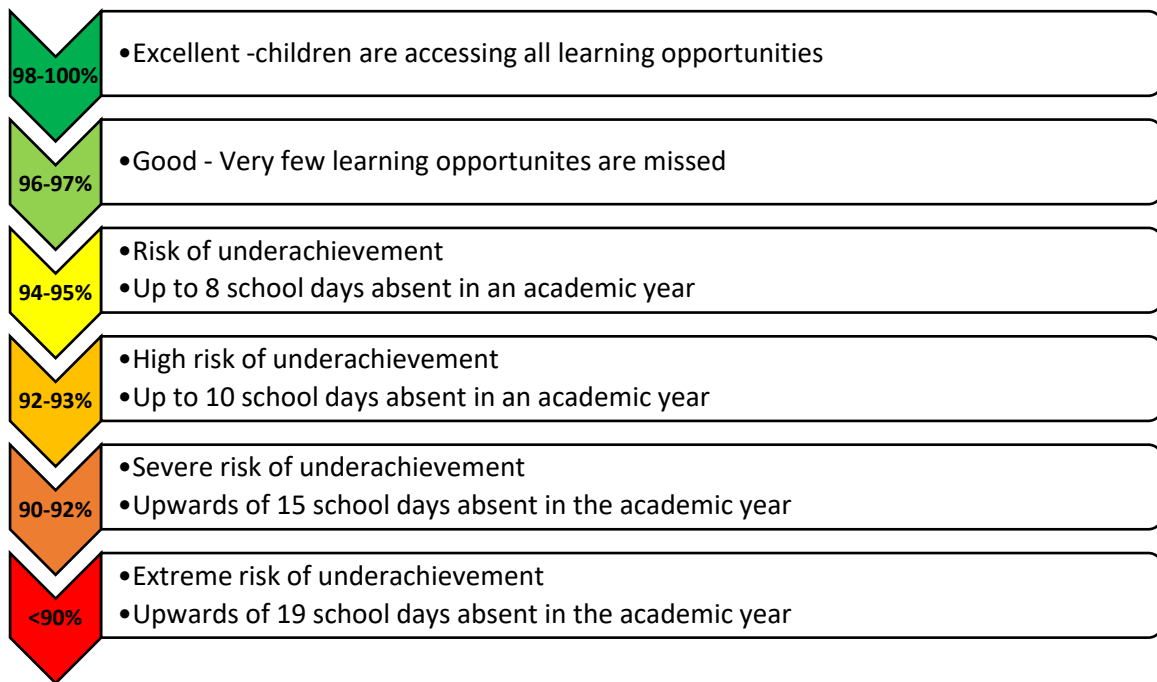 98-100%
•Excellent -children are accessing all learning opportunities
96-97%
•Good - Very few learning opportunites are missed
94-95%
•Risk of underachievement
•Up to 8 school days absent in an academic year
92-93%
•High risk of underachievement
•Up to 10 school days absent in an academic year
90-92%
•Severe risk of underachievement
•Upwards of 15 school days absent in the academic year
<90%
•Extreme risk of underachievement
•Upwards of 19 school days absent in the academic year